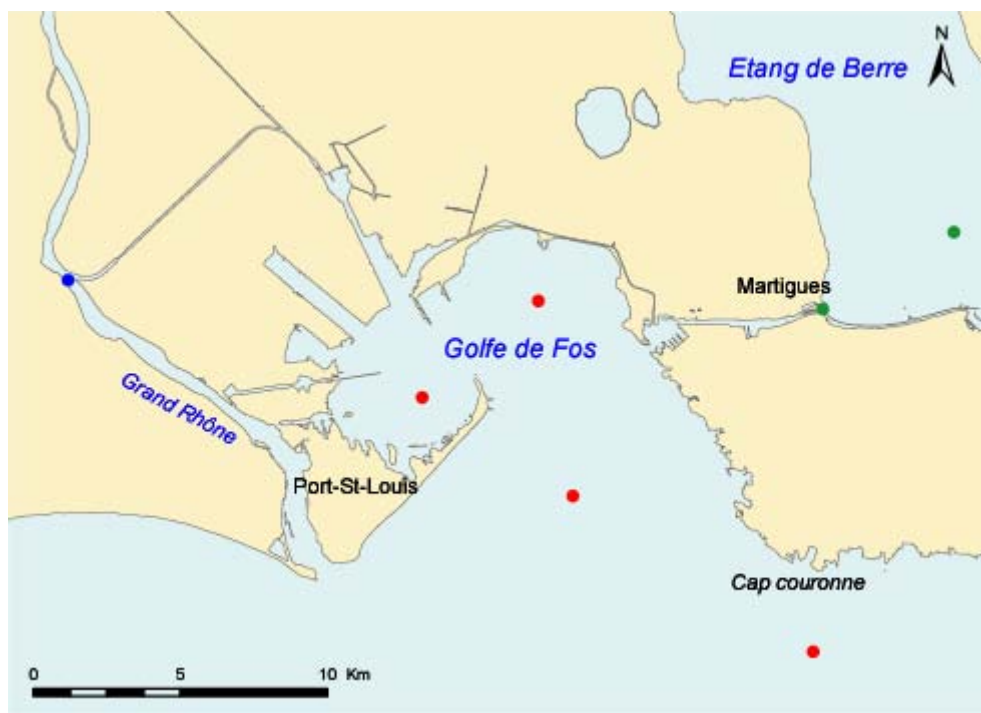 N
Etang de Berre
Martigues
Golfe de Fos
Grand Rhône
Port-St-Louis
Cap couronne
0 5 10 Km